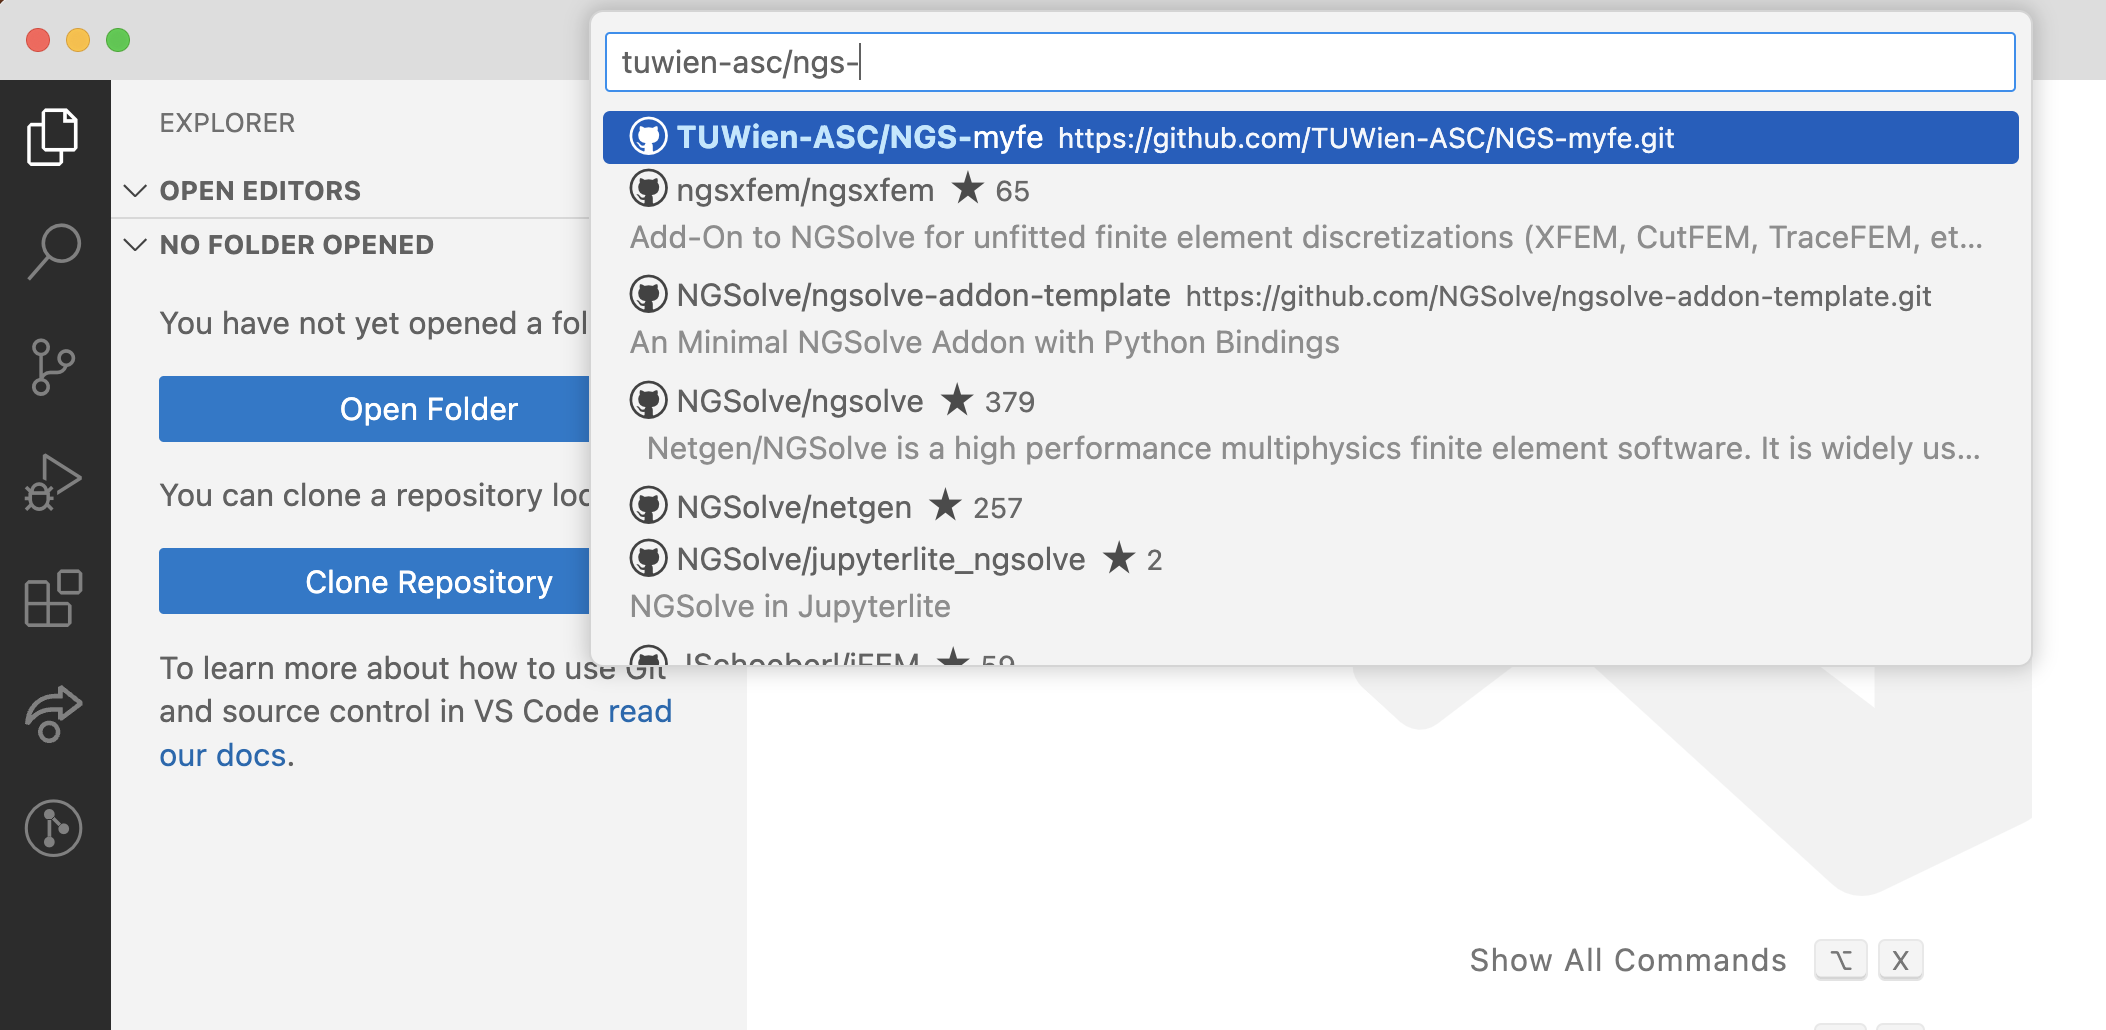 tuwien-asc/ngs-
TUWien-ASC/NGS-myfe https://github.com/TUWien-ASC/NGS-myfe.git
ngsxfem/ngsxfem ★ 65
Add-On to NGSolve for unfitted finite element discretizations (XFEM, CutFEM, TraceFEM, et...
NGSolve/ngsolve-addon-template https://github.com/NGSolve/ngsolve-addon-template.git
An Minimal NGSolve Addon with Python Bindings
NGSolve/ngsolve ★ 379
Netgen/NGSolve is a high performance multiphysics finite element software. It is widely us...
NGSolve/netgen ★ 257
NGSolve/jupyterlite_ngsolve ★ 2
NGSolve in Jupyterlite
JSchoeberl/iFEM ★ 59
EXPLORER
OPEN EDITORS
NO FOLDER OPENED
You have not yet opened a fol
Open Folder
You can clone a repository loc
Clone Repository
To learn more about how to use Git
and source control in VS Code read
our docs.
Show All Commands ⌥ X